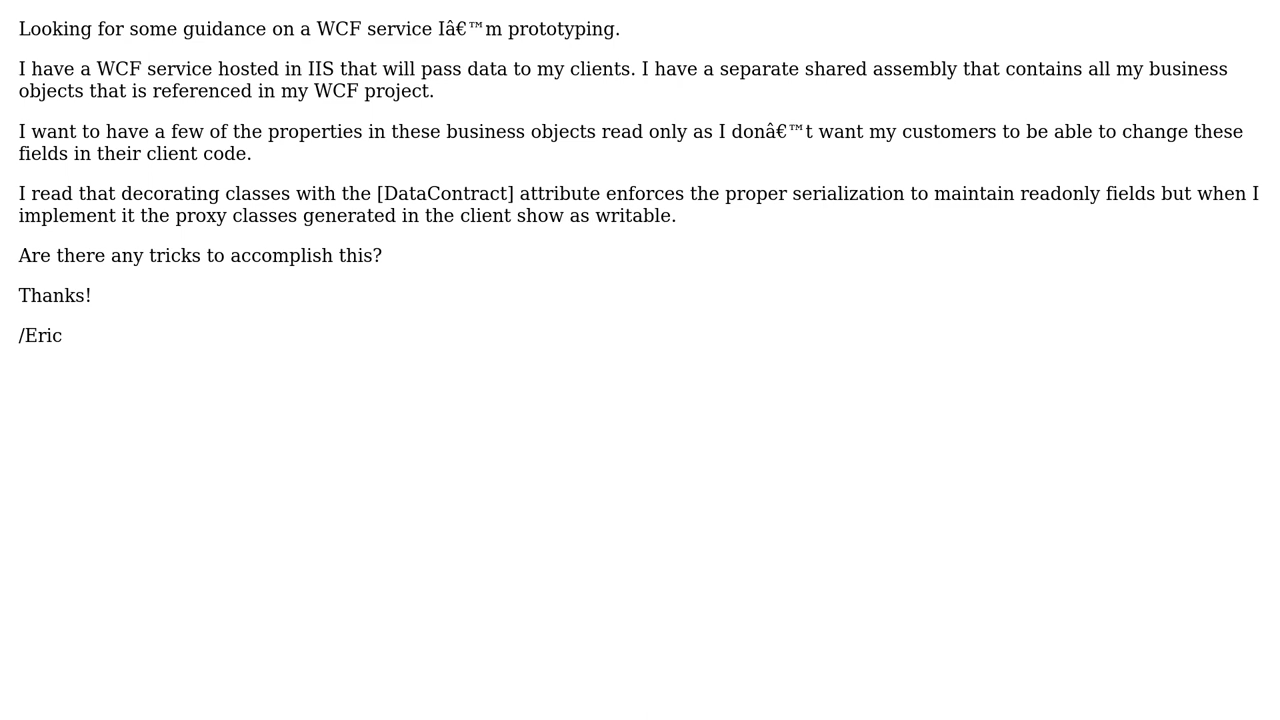 Looking for some guidance on a WCF service Iâ€™m prototyping.
I have a WCF service hosted in IIS that will pass data to my clients. I have a separate shared assembly that contains all my business
objects that is referenced in my WCF project.
I want to have a few of the properties in these business objects read only as I donâ€™t want my customers to be able to change these
fields in their client code.
I read that decorating classes with the [DataContract] attribute enforces the proper serialization to maintain readonly fields but when I
implement it the proxy classes generated in the client show as writable.
Are there any tricks to accomplish this?
Thanks!
/Eric